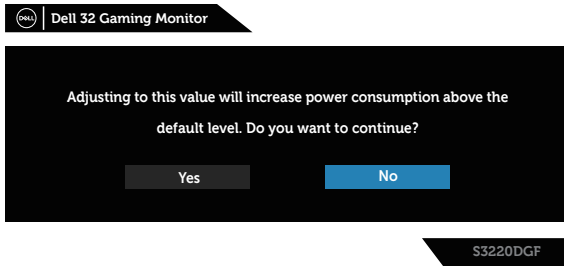 DELL Dell 32 Gaming Monitor
Adjusting to this value will increase power consumption above the
default level. Do you want to continue?
Yes No
S3220DGF